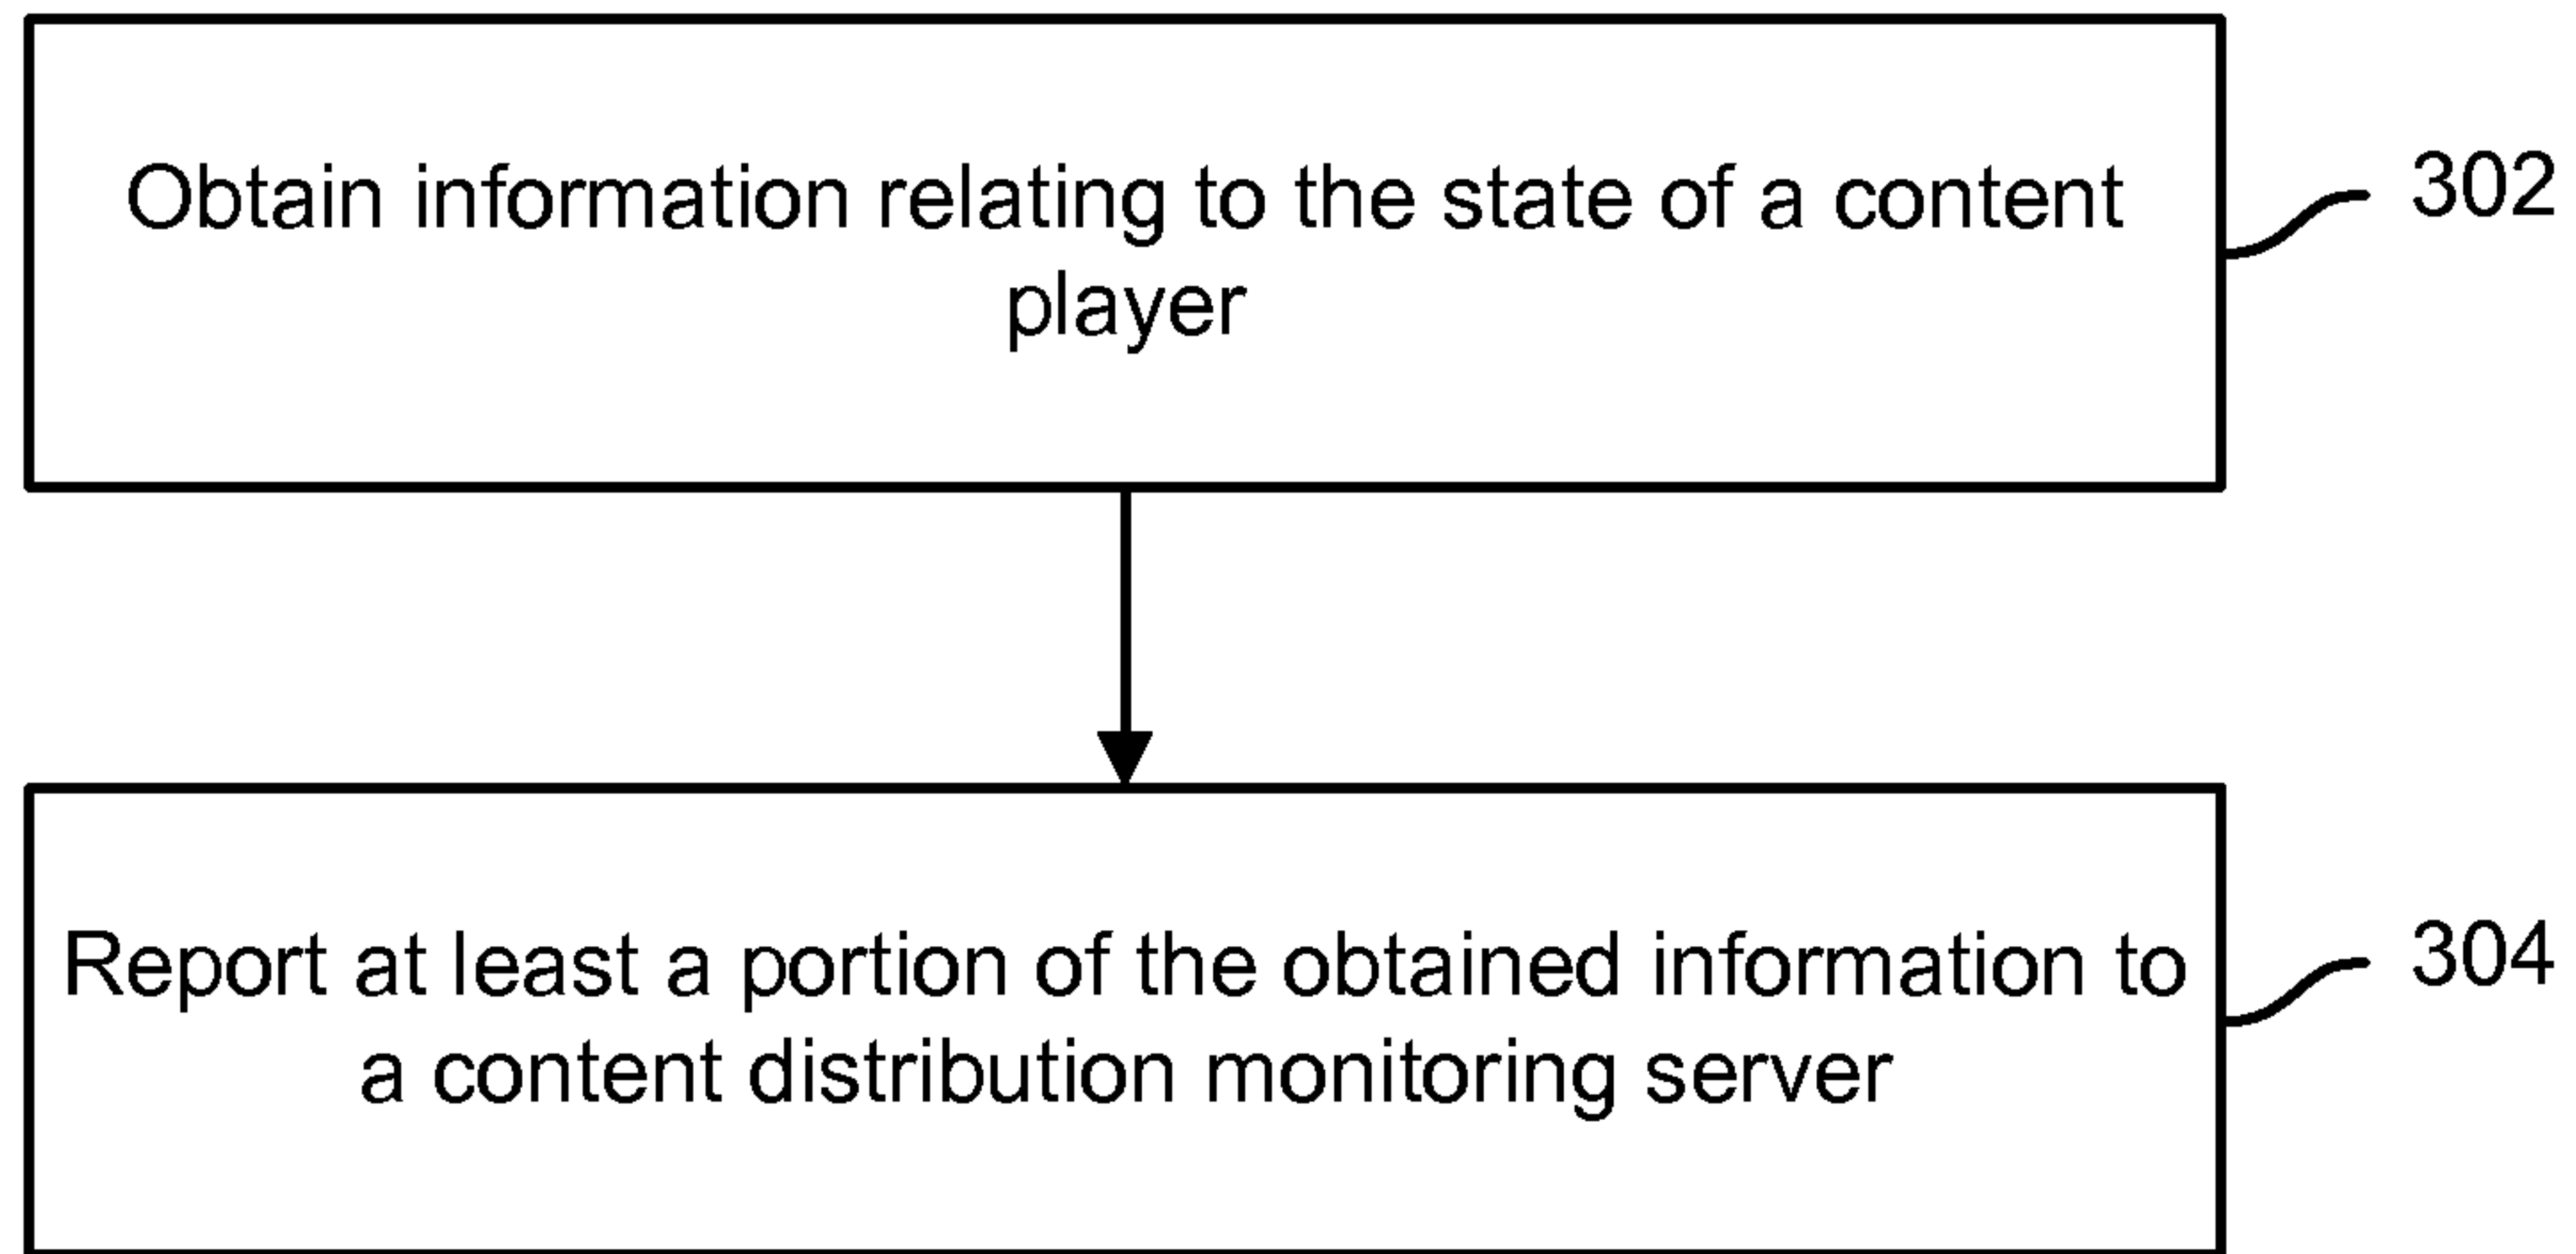 Obtain information relating to the state of a content
player
302
Report at least a portion of the obtained information to
a content distribution monitoring server
304